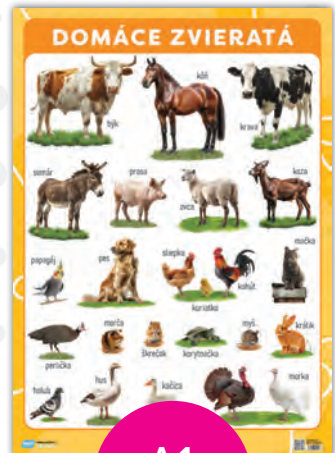 DOMÁCE ZVIERATÁ
býk
kôň
krava
somár
prasa
ovca
koza
papagáj
pes
sliepka
kohút
mačka
kuriatka
perlička
morča
škrečok
korytnačka
myš
králik
holub
hus
kačica
morka
A1